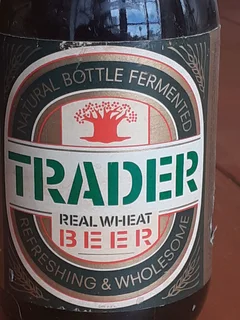 NATURAL BOTTLE FERMENTED
TRADER
REAL WHEAT
BEER
REFRESHING & WHOLESOME